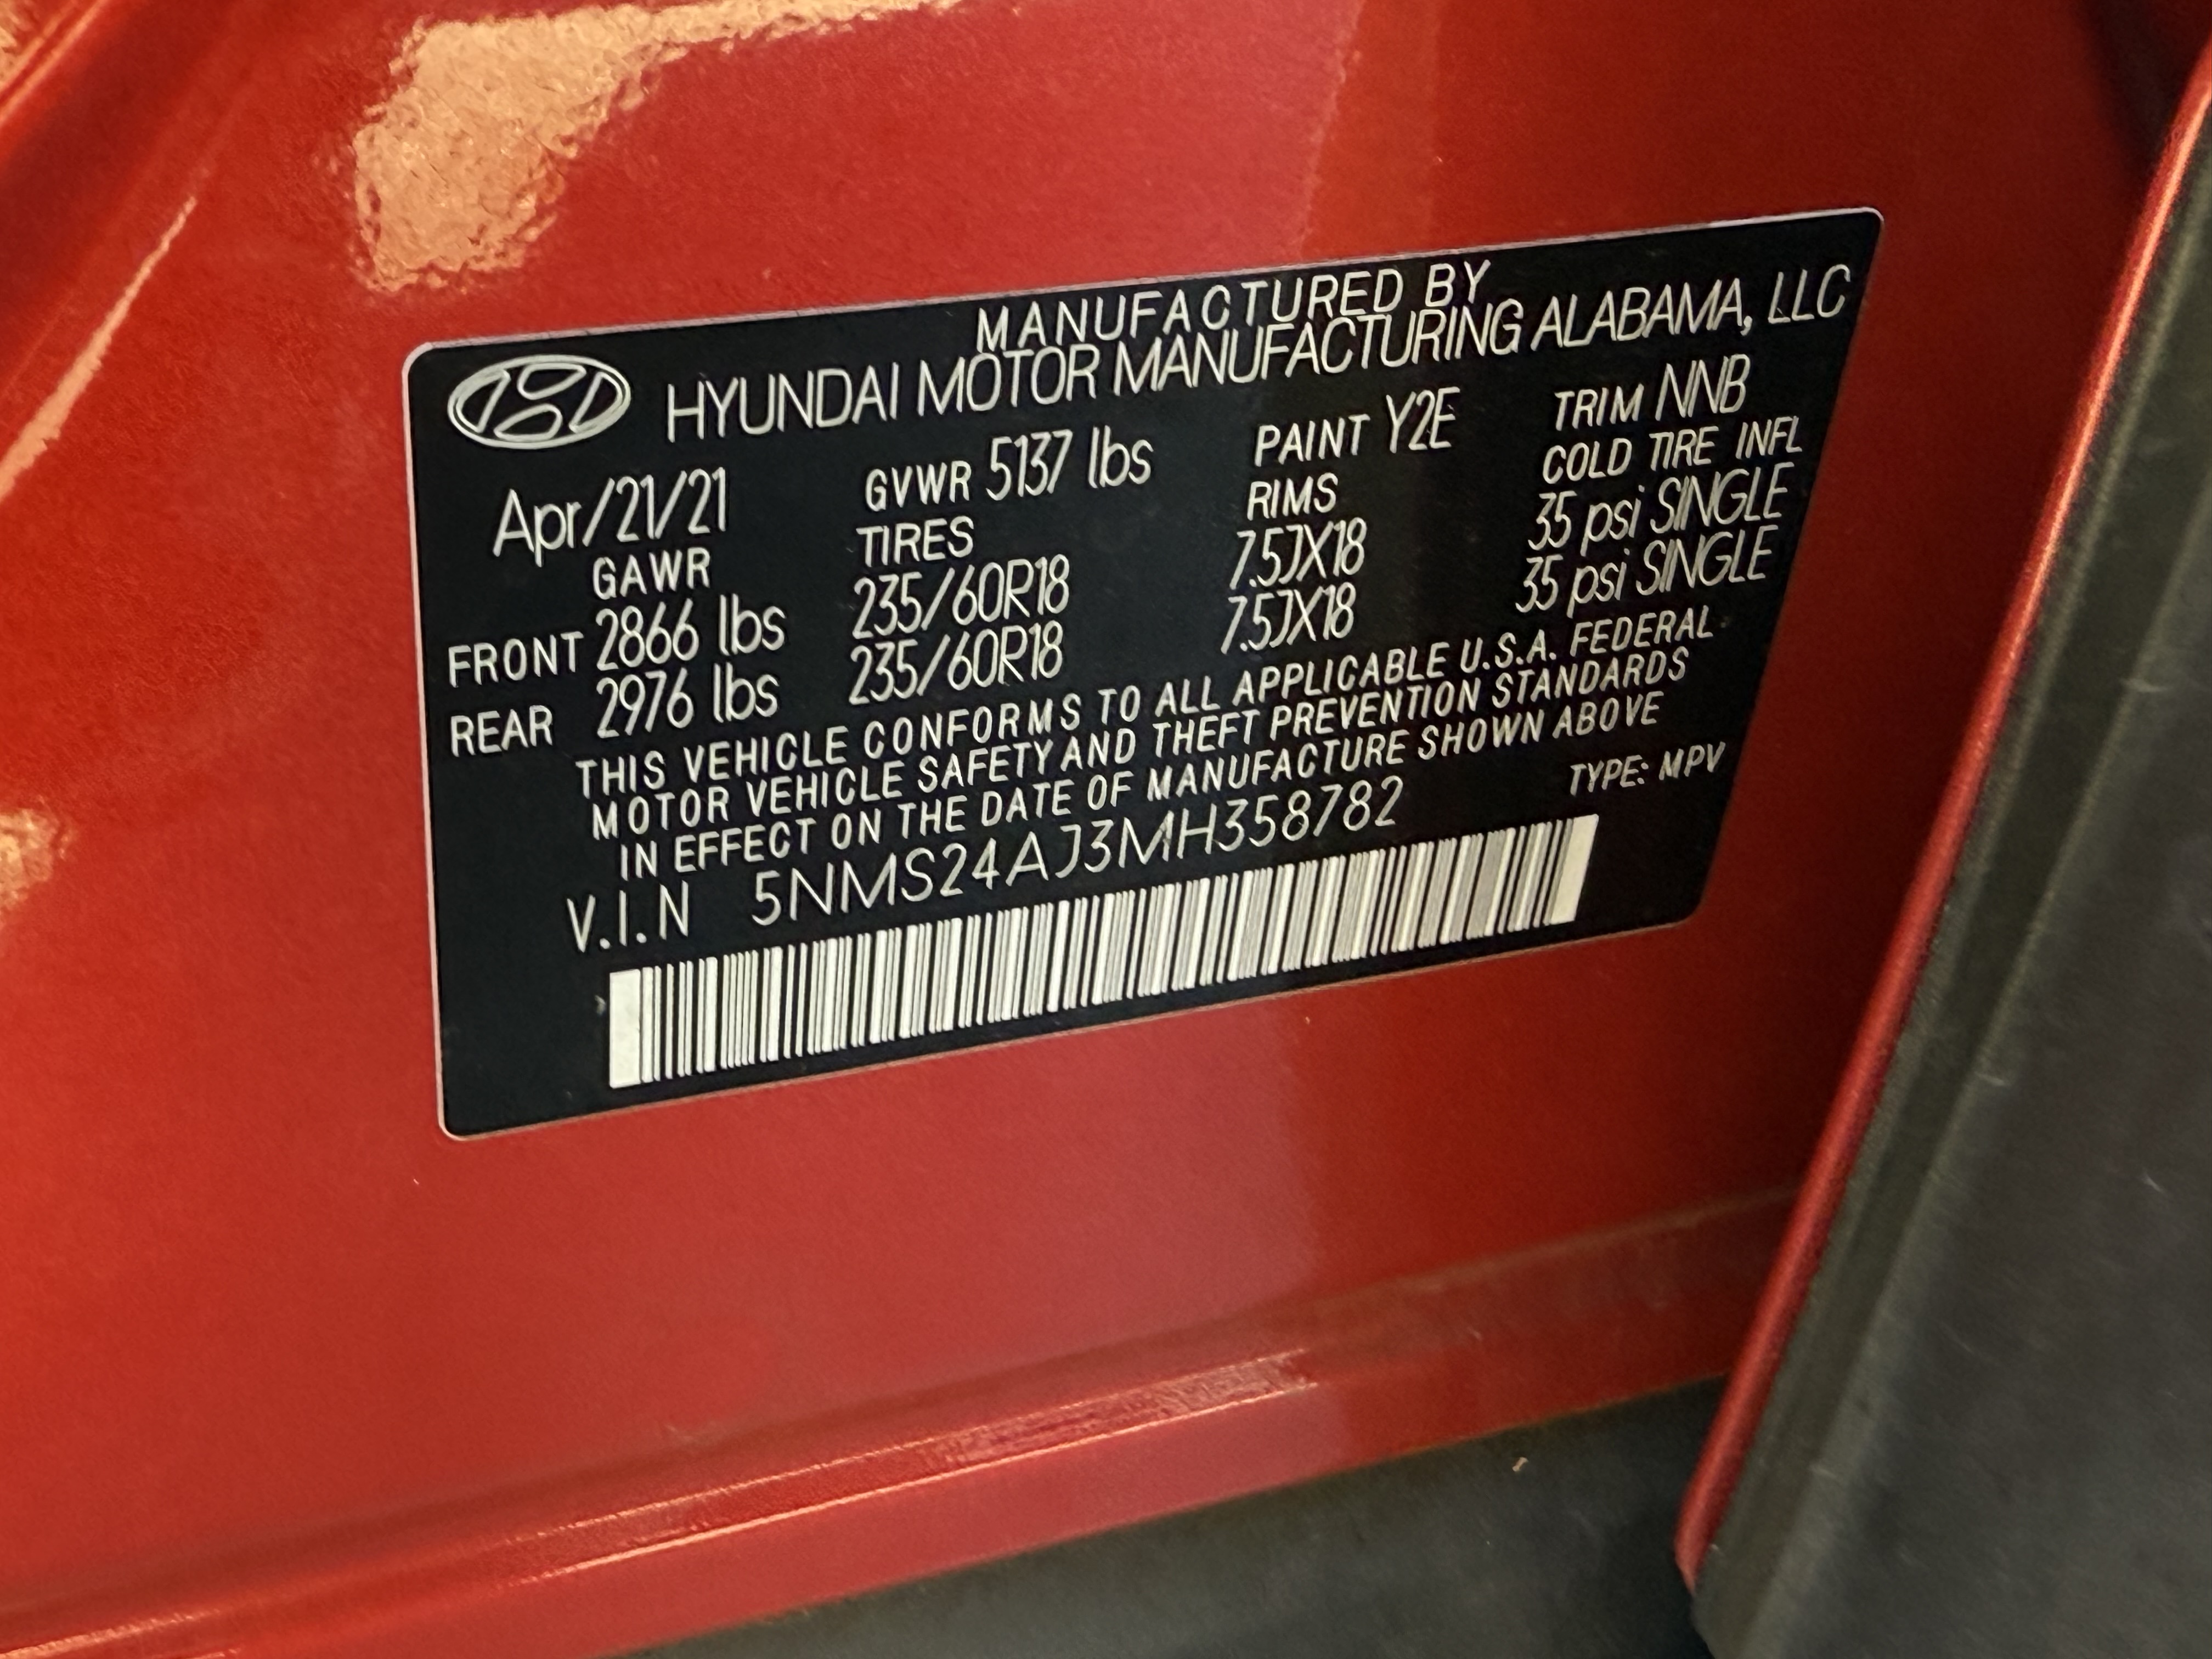 MANUFACTURED BY
HYUNDAI MOTOR MANUFACTURING ALABAMA, LLC
Apr/21/21 GVWR 5137 lbs PAINT Y2E TRIM NNB
GAWR TIRES RIMS COLD TIRE INFL
FRONT 2866 lbs 235/60R18 7.5JX18 35 psi SINGLE
REAR 2976 lbs 235/60R18 7.5JX18 35 psi SINGLE
THIS VEHICLE CONFORMS TO ALL APPLICABLE U.S.A. FEDERAL
MOTOR VEHICLE SAFETY AND THEFT PREVENTION STANDARDS
IN EFFECT ON THE DATE OF MANUFACTURE SHOWN ABOVE
V.I.N 5NMS24AJ3MH358782 TYPE: MPV